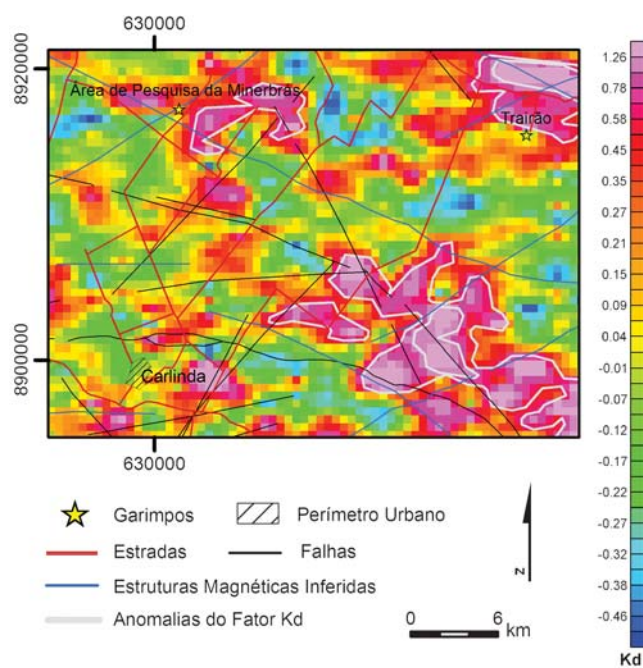 630000
8920000
Área de Pesquisa da Minerbrás
Trairão
8900000
Carlinda
630000
1.26
0.78
0.58
0.45
0.35
0.27
0.21
0.15
0.09
0.04
-0.01
-0.07
-0.12
-0.17
-0.22
-0.27
-0.32
-0.38
-0.46
Kd
Garimpos
Perímetro Urbano
Estradas
Falhas
Estruturas Magnéticas Inferidas
Anomalias do Fator Kd
N
0 6
km